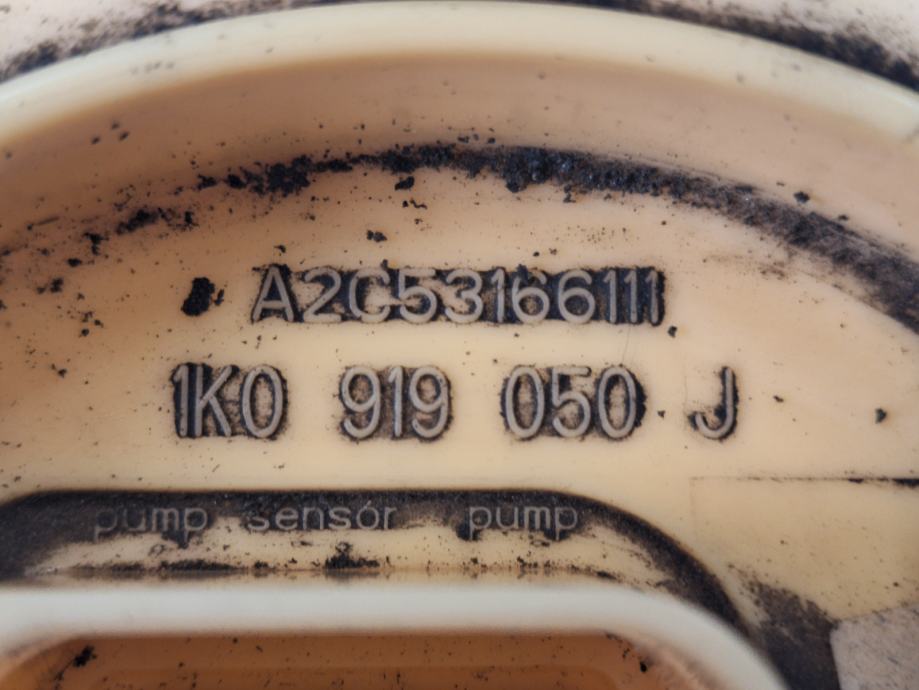 A2C53166111
1K0 919 050 J
pump sensor pump